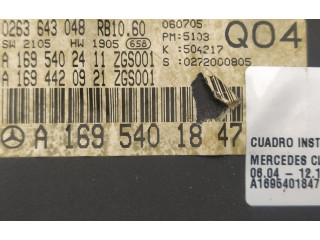 0263 643 048 RB10.60
SW 2105 HW 1905 658
A 169 540 24 11 ZGS001
A 169 442 09 21 ZGS001
060705
PM:5103
K :504217
S :0272000805
Q04
A 169 540 18 47
CUADRO INST
MERCEDES CL
06.04 - 12.1
A1695401847